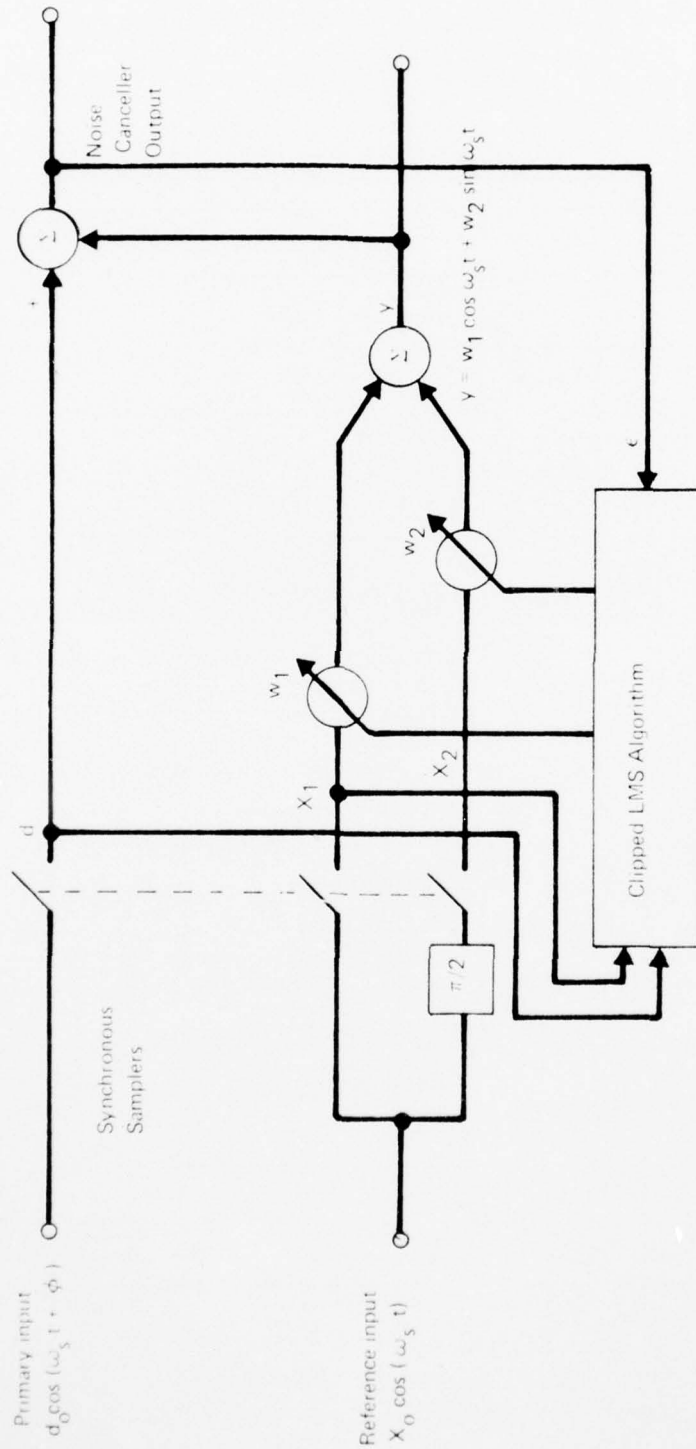 Primary input
d_o cos (ω_s t + φ)
Synchronous
Samplers
d
+
Σ
Noise
Canceller
Output
Reference input
X_o cos ( ω_s t)
π/2
X_1
X_2
w_1
w_2
Σ
y
y = w_1 cos ω_s t + w_2 sin ω_s t
ϵ
Clipped LMS Algorithm